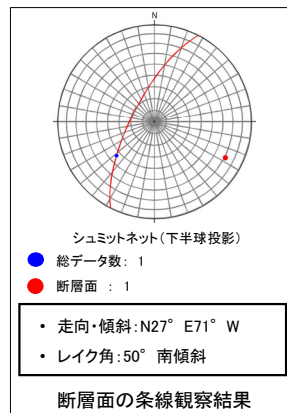 N
シュミットネット(下半球投影)
総データ数: 1
断層面 : 1
• 走向・傾斜:N27° E71° W
• レイク角:50° 南傾斜
断層面の条線観察結果